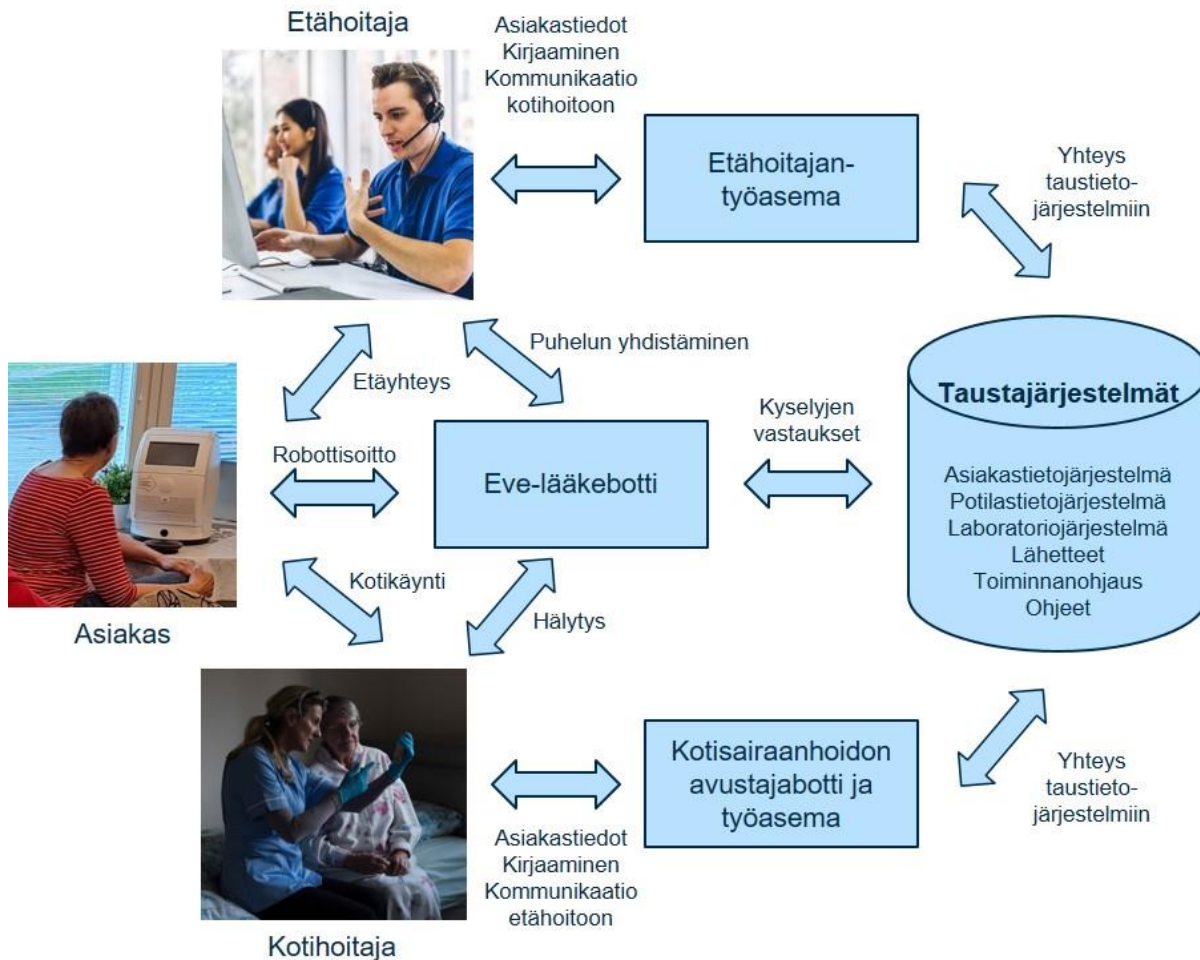 Etähoitaja
Asiakastiedot
Kirjaaminen
Kommunikaatio
kotihoitoon
Etähoitajan-
työasema
Yhteys
taustieto-
järjestelmiin
Puhelun yhdistäminen
Etäyhteys
Robottisoitto
Eve-lääkebotti
Kyselyjen
vastaukset
Taustajärjestelmät
Asiakastietojärjestelmä
Potilastietojärjestelmä
Laboratoriojärjestelmä
Lähetteet
Toiminnanohjaus
Ohjeet
Kotikäynti
Hälytys
Asiakas
Kotisairaanhoidon
avustajabotti ja
työasema
Yhteys
taustieto-
järjestelmiin
Asiakastiedot
Kirjaaminen
Kommunikaatio
etähoitoon
Kotihoitaja